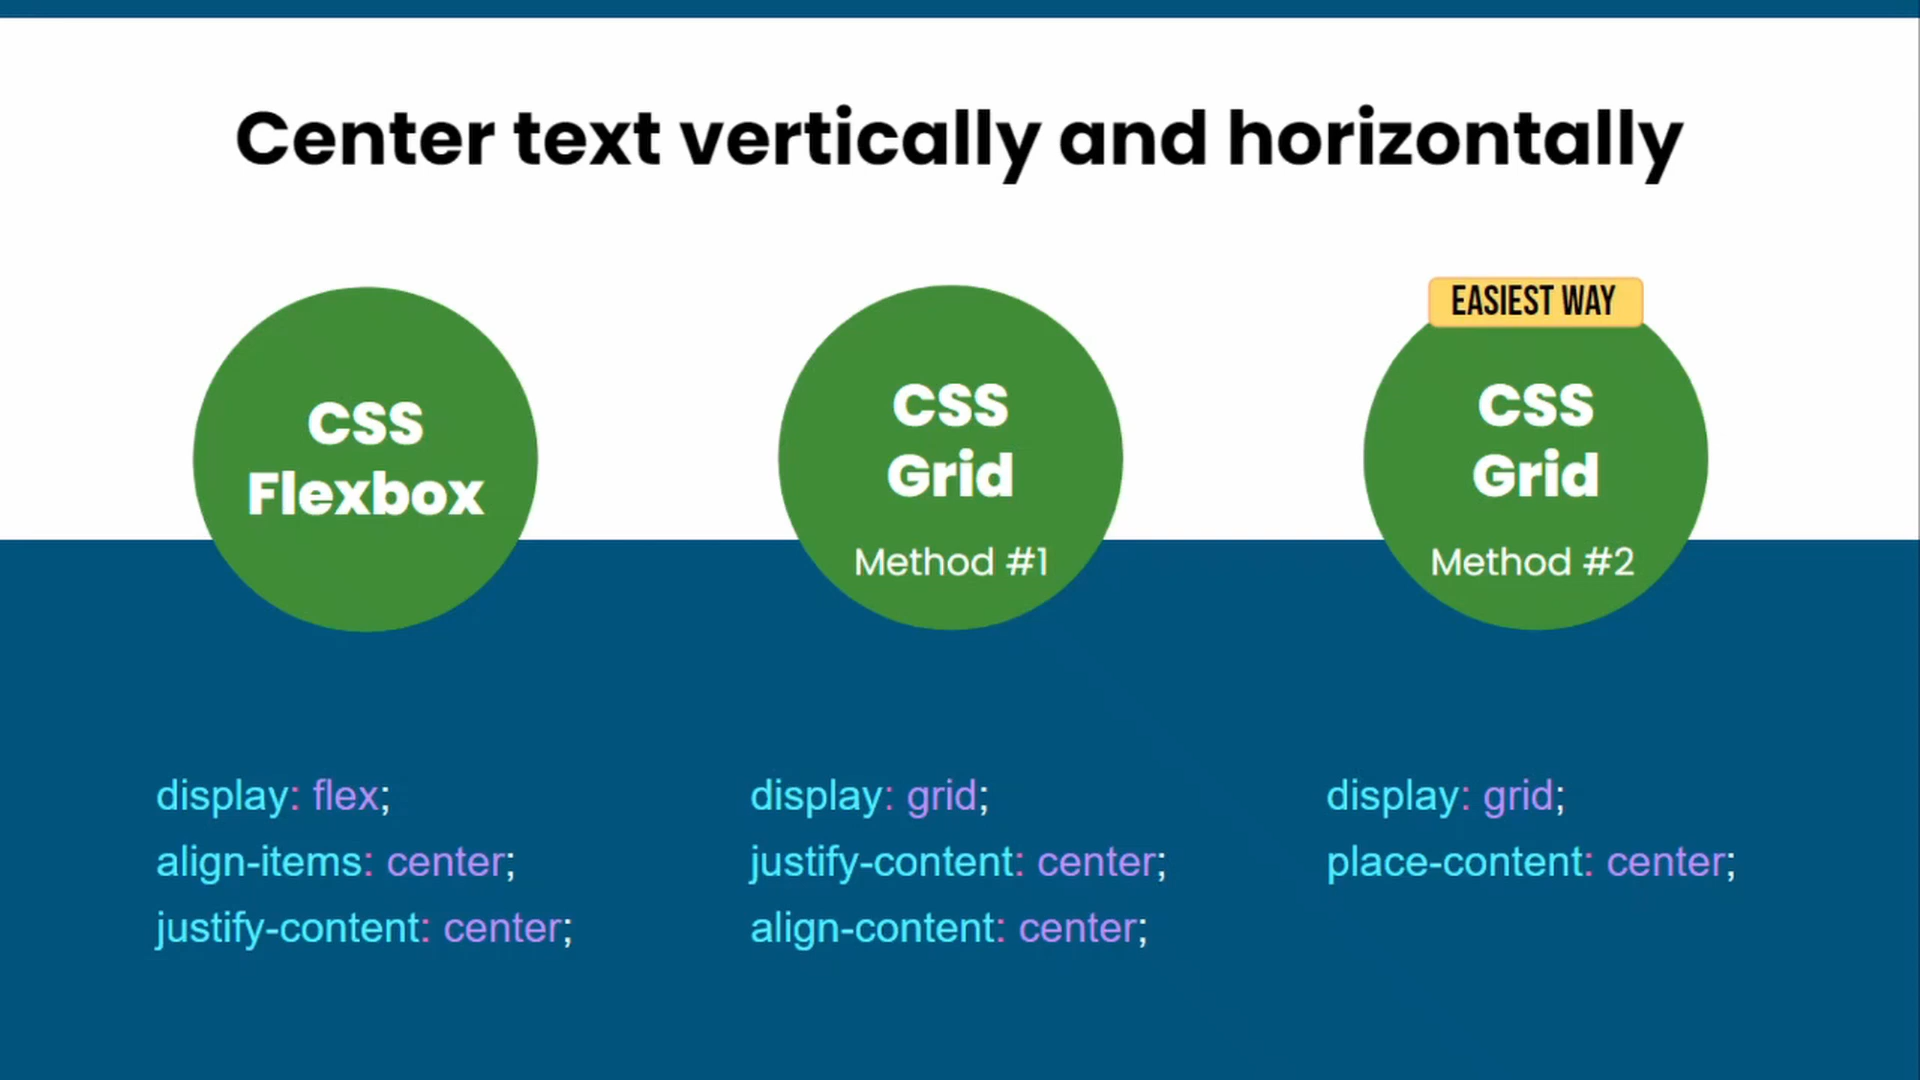 Center text vertically and horizontally
CSS
Flexbox
display: flex;
align-items: center;
justify-content: center;
CSS
Grid
Method #1
display: grid;
justify-content: center;
align-content: center;
EASIEST WAY
CSS
Grid
Method #2
display: grid;
place-content: center;